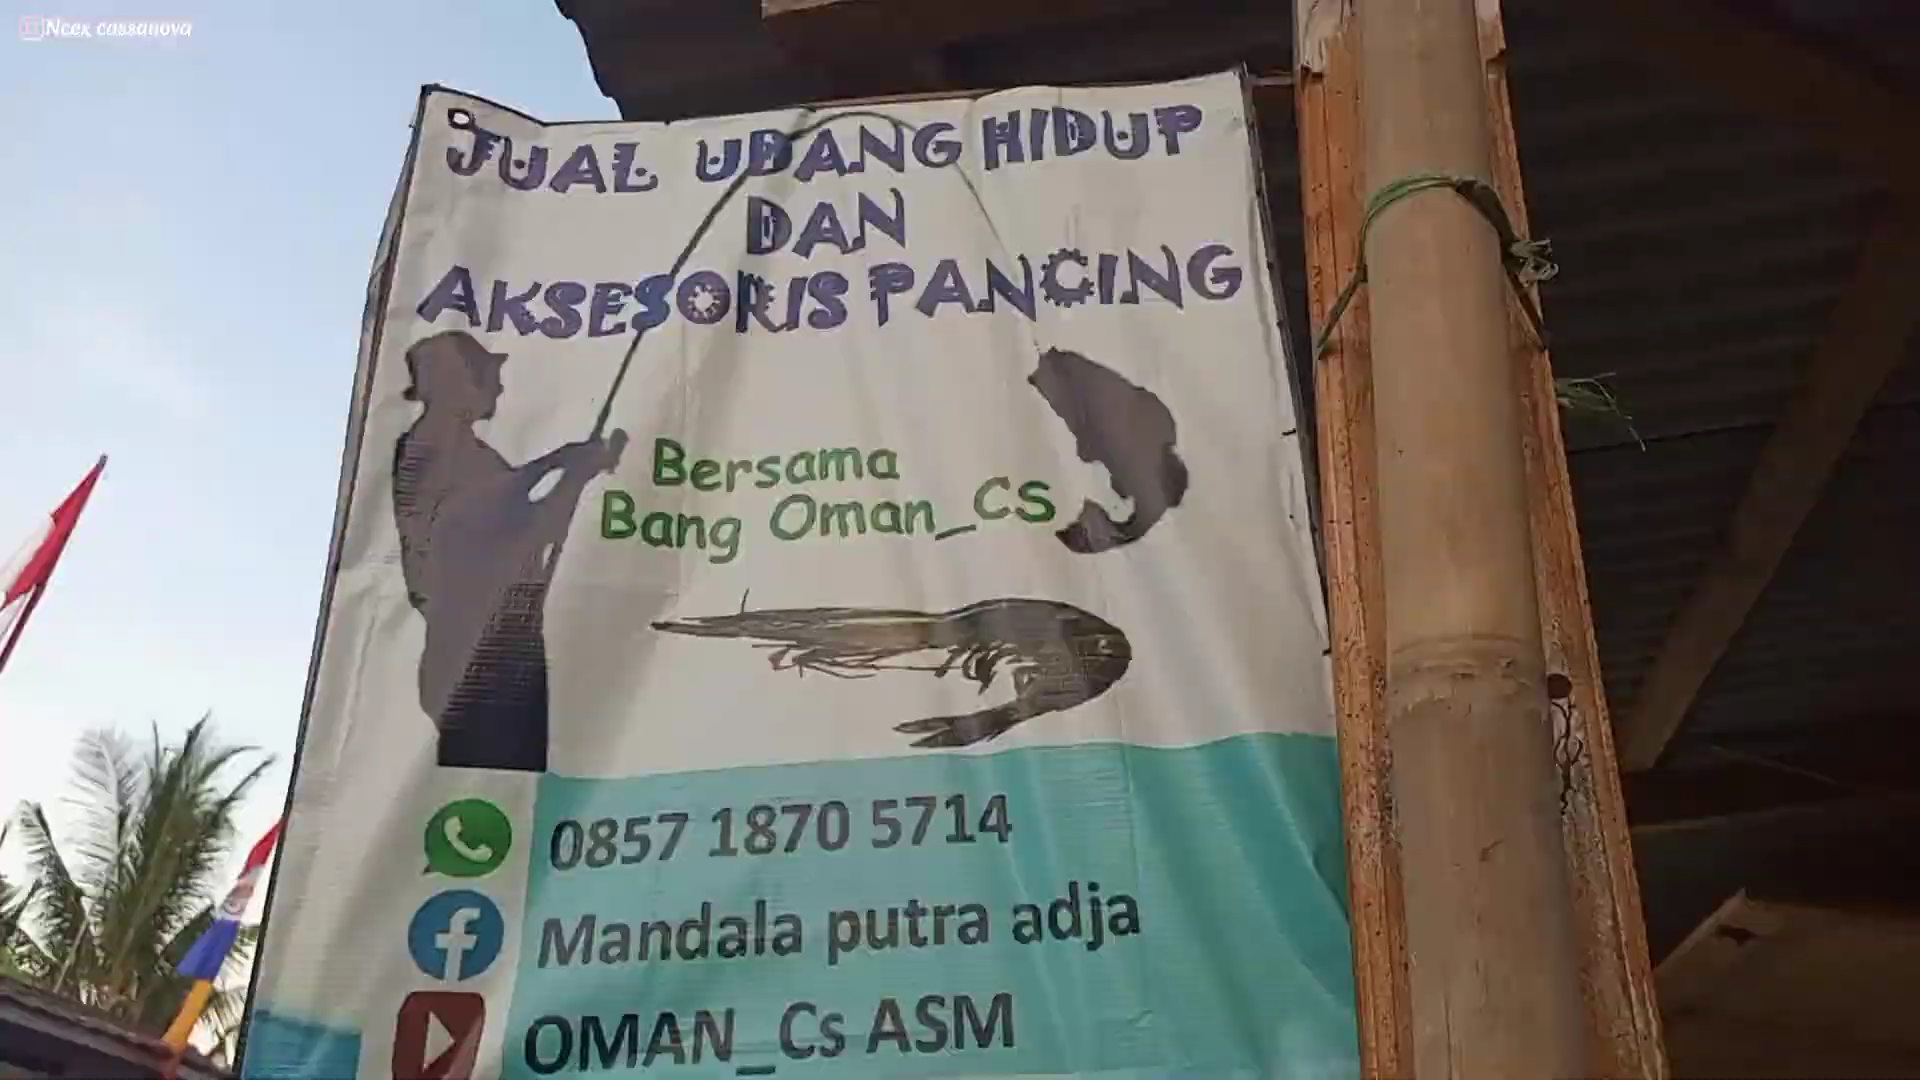 Ncex cassanova
JUAL UDANG HIDUP
DAN
AKSESORIS PANCING
Bersama
Bang Oman_CS
0857 1870 5714
Mandala putra adja
OMAN_Cs ASM